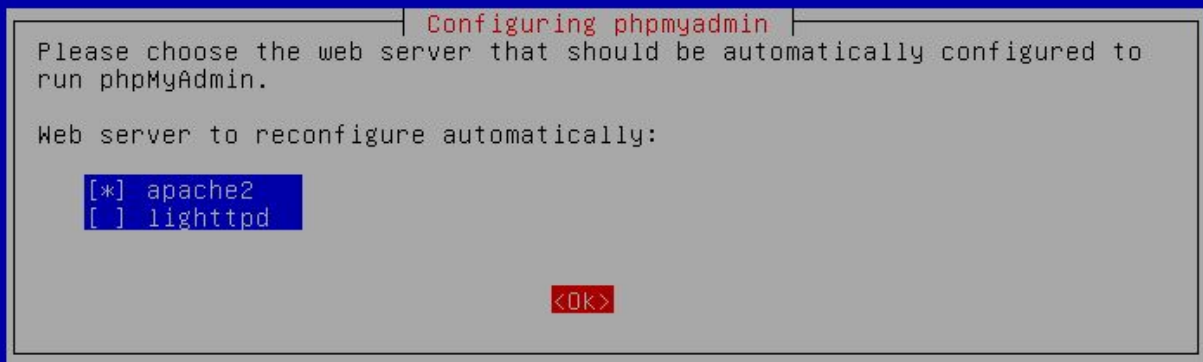 Configuring phpmyadmin
Please choose the web server that should be automatically configured to
run phpMyAdmin.
Web server to reconfigure automatically:
[*] apache2
[ ] lighttpd
<Ok>